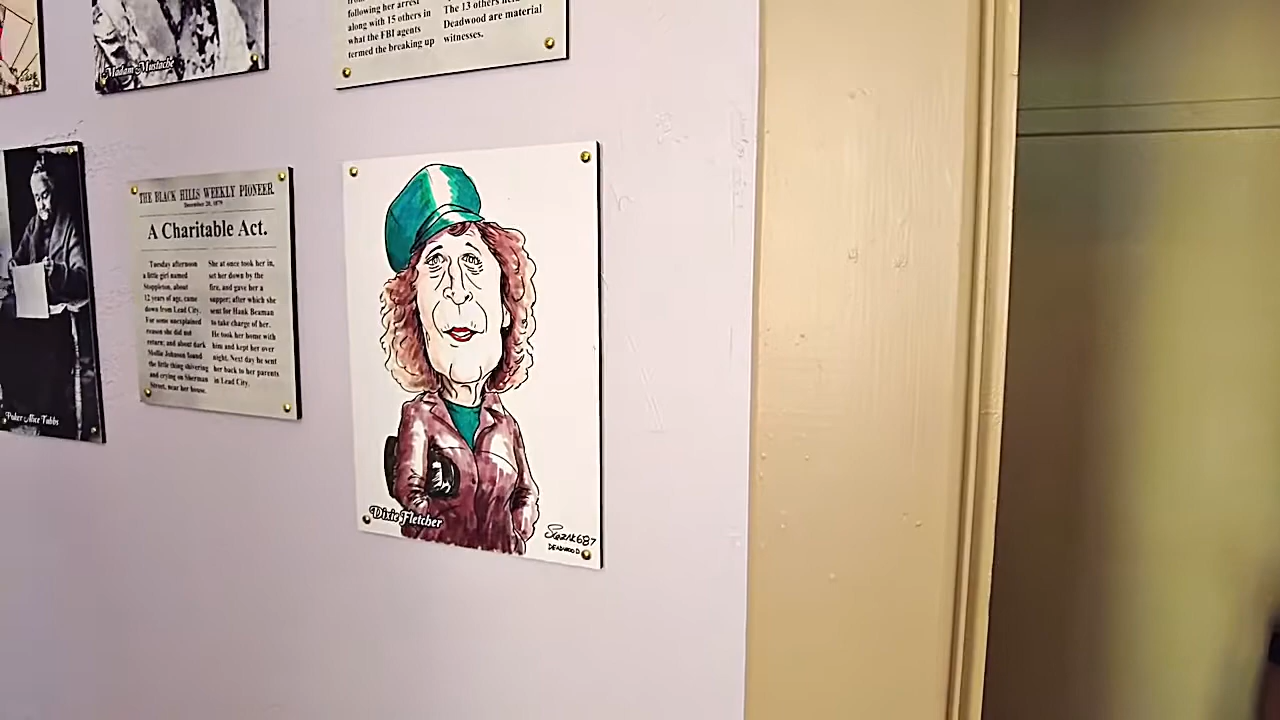 Madam Mustache
following her arrest
along with 15 others in
what the FBI agents
termed the breaking up
The 13 others
Deadwood are material
witnesses.
THE BLACK HILLS WEEKLY PIONEER
December 20, 1879
A Charitable Act.
Tuesday afternoon
a little girl named
Stoppleton, about
12 years of age, came
down from Lead City.
For some unexplained
reason she did not
return; and about dark
Mollie Johnson found
the little thing shivering
and crying on Sherman
Street, near her house.
She at once took her in,
set her down by the
fire, and gave her a
supper; after which she
sent for Hank Beaman
to take charge of her.
He took her home with
him and kept her over
night. Next day he sent
her back to her parents
in Lead City.
Poker Alice Tubbs
Dixie Fletcher
DEADWOOD